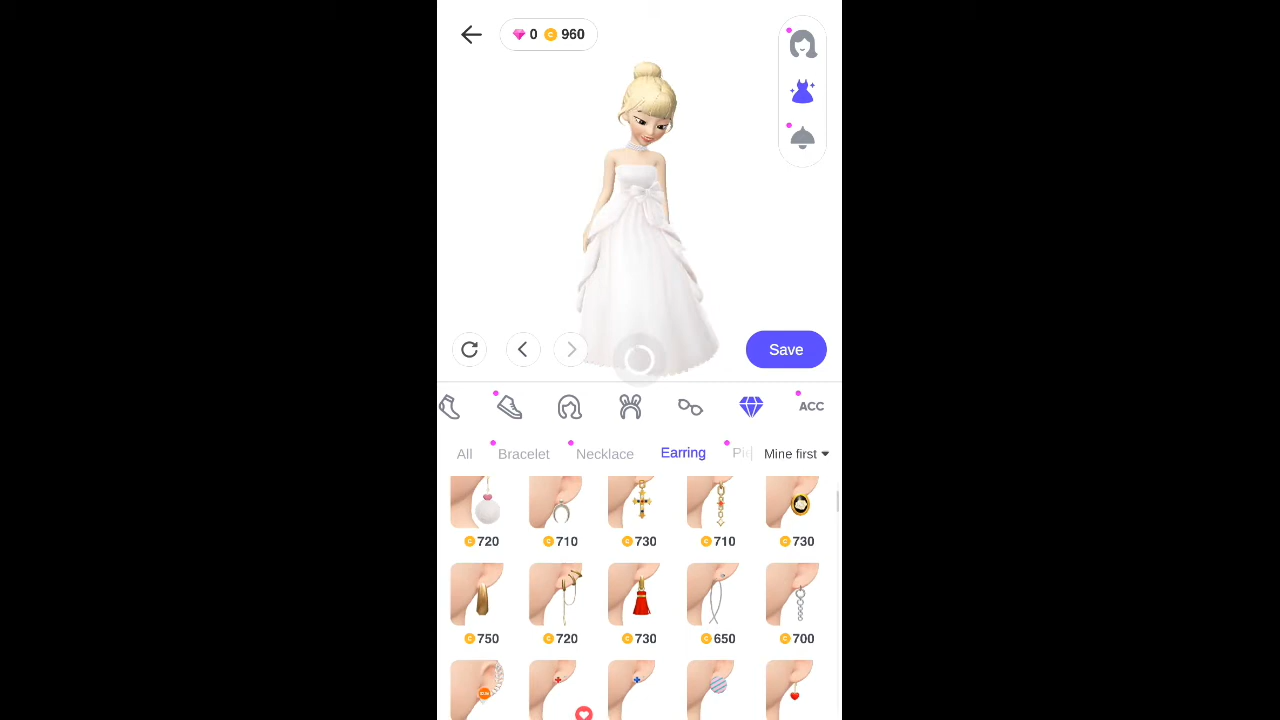 0 960
Save
ACC
All Bracelet Necklace Earring Pie Mine first
720 710 730 710 730
750 720 730 650 700